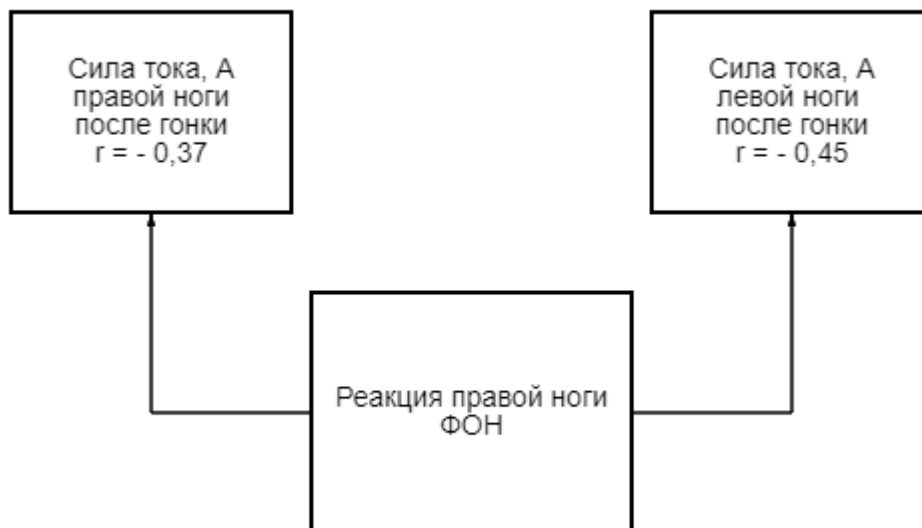 Сила тока, А
правой ноги
после гонки
r = - 0,37
Сила тока, А
левой ноги
после гонки
r = - 0,45
Реакция правой ноги
ФОН